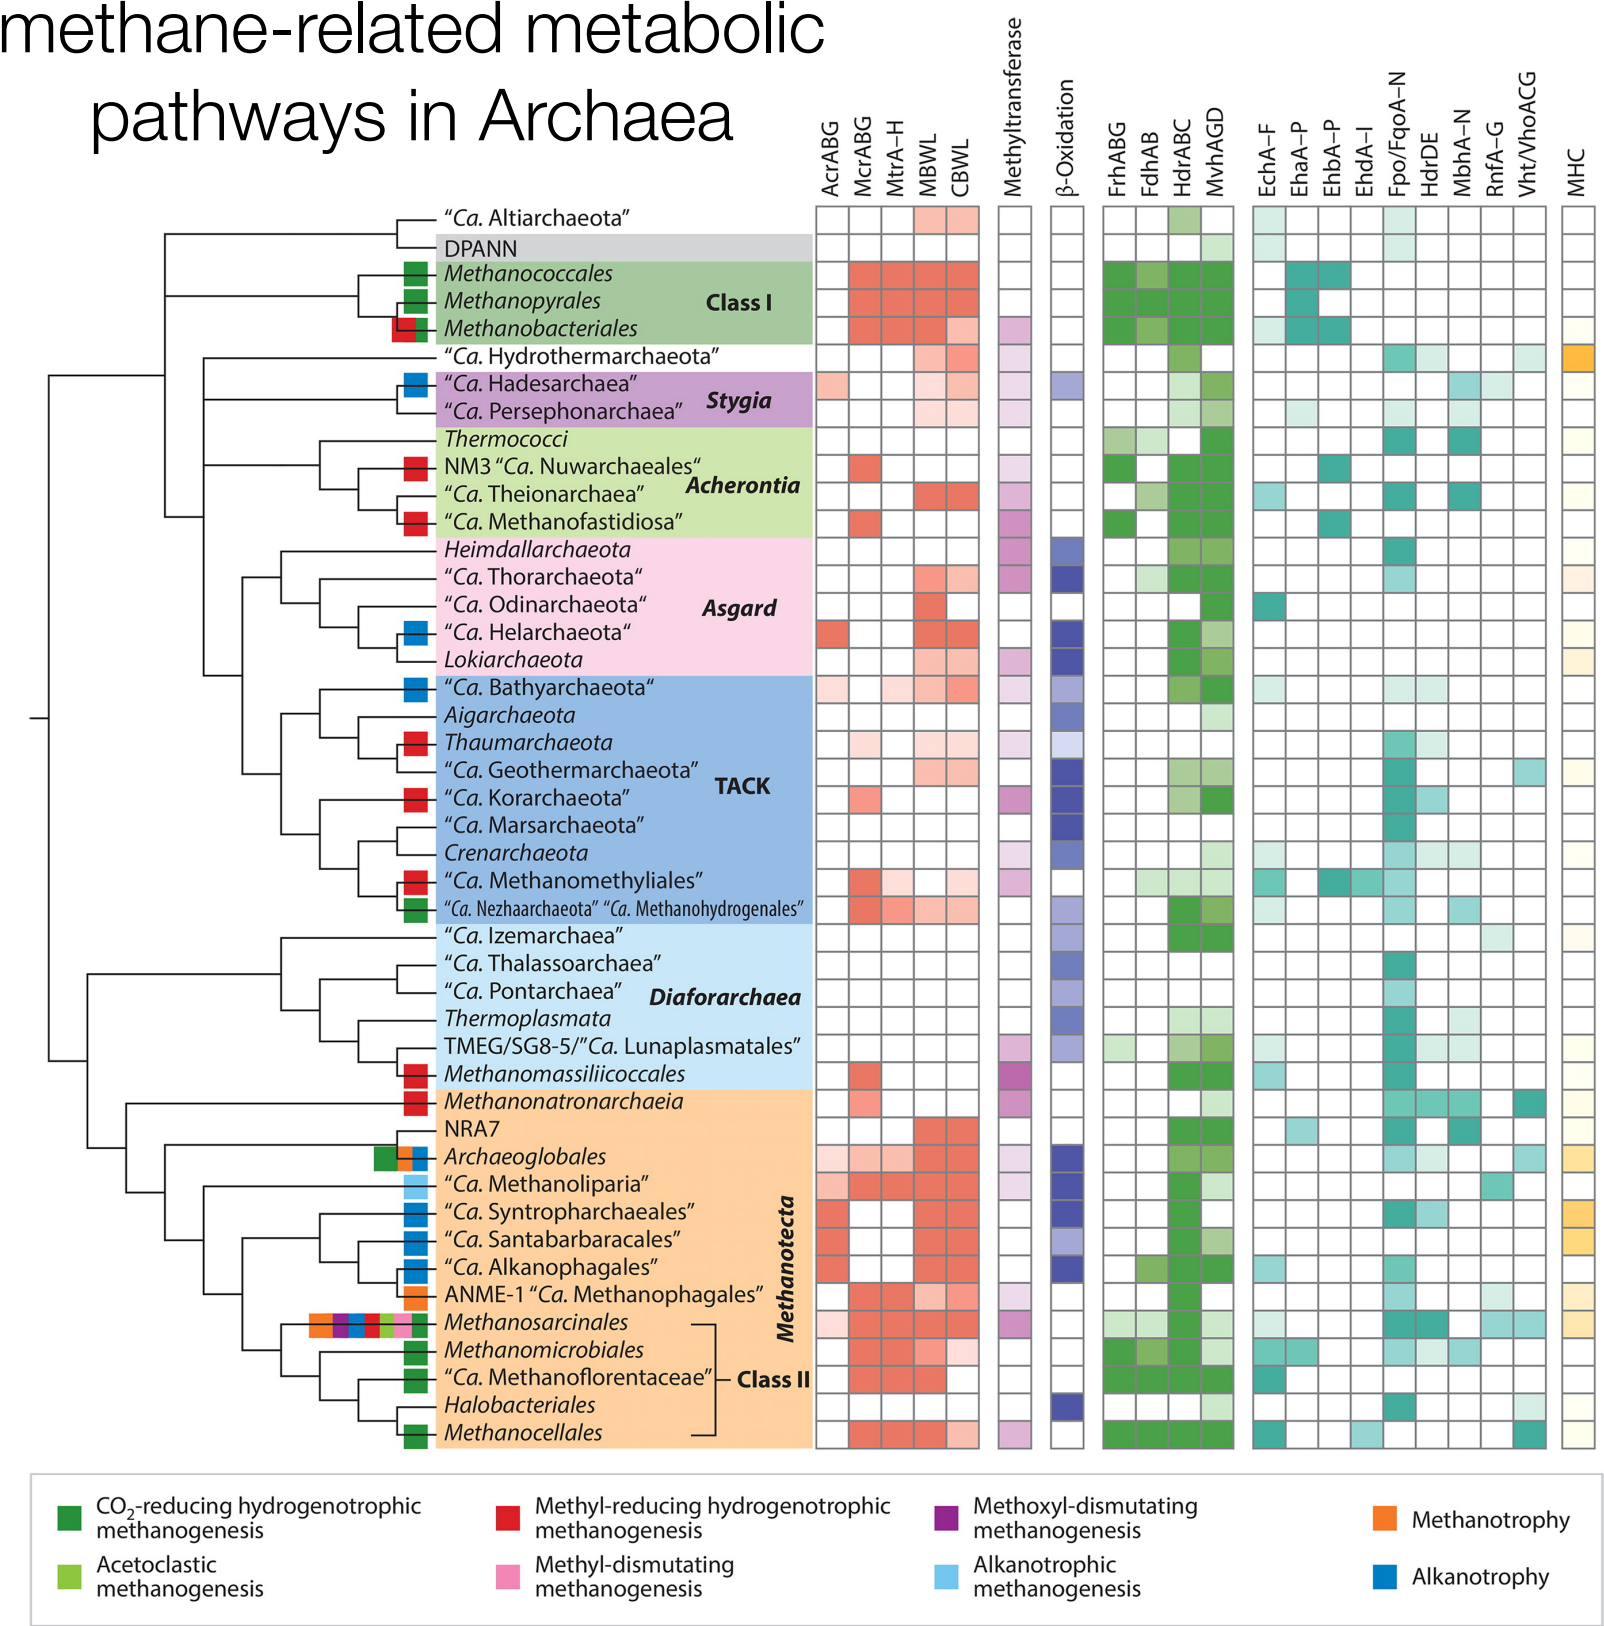 methane-related metabolic
pathways in Archaea
AcrABG
McrABG
MtrA–H
MBWL
CBWL
Methyltransferase
β-Oxidation
FrhABG
FdhAB
HdrABC
MvhAGD
EchA–F
EhaA–P
EhbA–P
EhdA–I
Fpo/FqoA–N
HdrDE
MbhA–N
RnfA–G
Vht/VhoACG
MHC
“Ca. Altiarchaeota”
DPANN
Methanococcales
Methanopyrales
Class I
Methanobacteriales
“Ca. Hydrothermarchaeota”
“Ca. Hadesarchaea”
Stygia
“Ca. Persephonarchaea”
Thermococci
NM3 “Ca. Nuwarchaeales“
Acherontia
“Ca. Theionarchaea”
“Ca. Methanofastidiosa”
Heimdallarchaeota
“Ca. Thorarchaeota“
“Ca. Odinarchaeota“
Asgard
“Ca. Helarchaeota“
Lokiarchaeota
“Ca. Bathyarchaeota“
Aigarchaeota
Thaumarchaeota
“Ca. Geothermarchaeota”
TACK
“Ca. Korarchaeota”
“Ca. Marsarchaeota”
Crenarchaeota
“Ca. Methanomethyliales”
“Ca. Nezhaarchaeota” “Ca. Methanohydrogenales”
“Ca. Izemarchaea”
“Ca. Thalassoarchaea”
“Ca. Pontarchaea”
Diaforarchaea
Thermoplasmata
TMEG/SG8-5/”Ca. Lunaplasmatales”
Methanomassiliicoccales
Methanonatronarchaeia
NRA7
Archaeoglobales
“Ca. Methanoliparia”
“Ca. Syntropharchaeales”
“Ca. Santabarbaracales”
“Ca. Alkanophagales”
Methanotecta
ANME-1 “Ca. Methanophagales”
Methanosarcinales
Methanomicrobiales
“Ca. Methanoflorentaceae”
Class II
Halobacteriales
Methanocellales
CO₂-reducing hydrogenotrophic
methanogenesis
Methyl-reducing hydrogenotrophic
methanogenesis
Methoxyl-dismutating
methanogenesis
Methanotrophy
Acetoclastic
methanogenesis
Methyl-dismutating
methanogenesis
Alkanotrophic
methanogenesis
Alkanotrophy